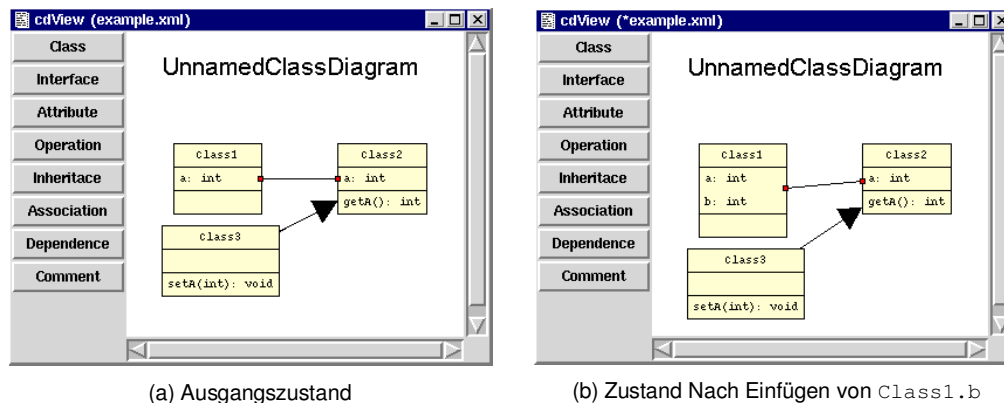 cdView (example.xml)
Class
Interface
Attribute
Operation
Inheritace
Association
Dependence
Comment
UnnamedClassDiagram
Class1
a: int
Class2
a: int
getA(): int
Class3
setA(int): void
(a) Ausgangszustand
cdView (*example.xml)
Class
Interface
Attribute
Operation
Inheritace
Association
Dependence
Comment
UnnamedClassDiagram
Class1
a: int
b: int
Class2
a: int
getA(): int
Class3
setA(int): void
(b) Zustand Nach Einfügen von Class1.b